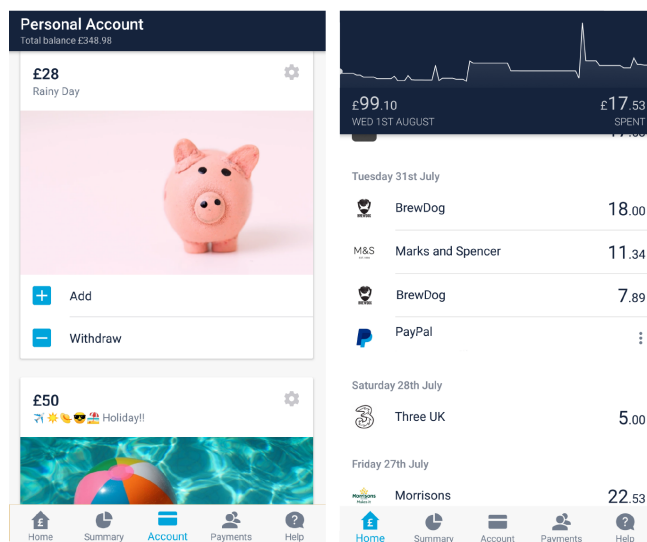 Personal Account
Total balance £348.98
£28
Rainy Day
Add
Withdraw
£50
Holiday!!
Home
Summary
Account
Payments
Help
£99.10
£17.53
WED 1ST AUGUST
SPENT
Tuesday 31st July
BrewDog
18.00
M&S
Marks and Spencer
11.34
BrewDog
7.89
PayPal
Saturday 28th July
Three UK
5.00
Friday 27th July
Morrisons
Morrisons
22.53
Home
Summary
Account
Payments
Help